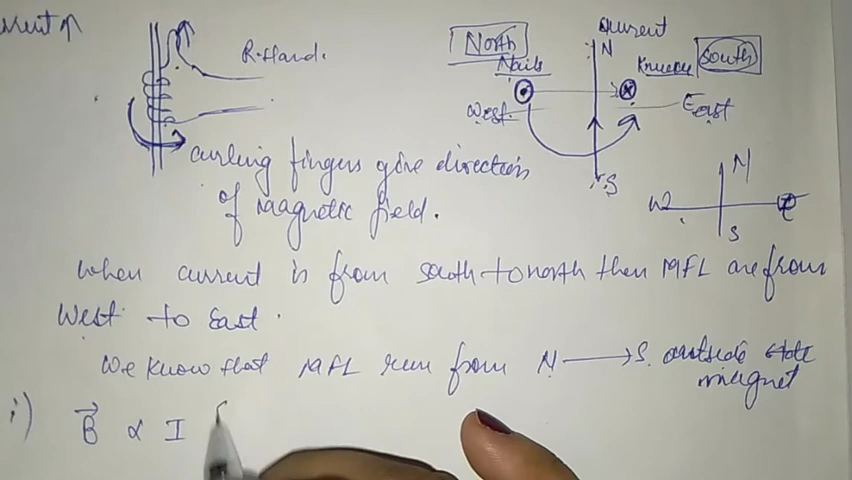 R.Hand.
North
Nails
Current
N
Knuckle
South
West.
East
S
curling fingers give direction
of Magnetic field.
N
W
E
S
When current is from south to north then MFL are from
West to East.
We know that MFL run from N → S. outside
magnet
i) B⃗ ∝ I